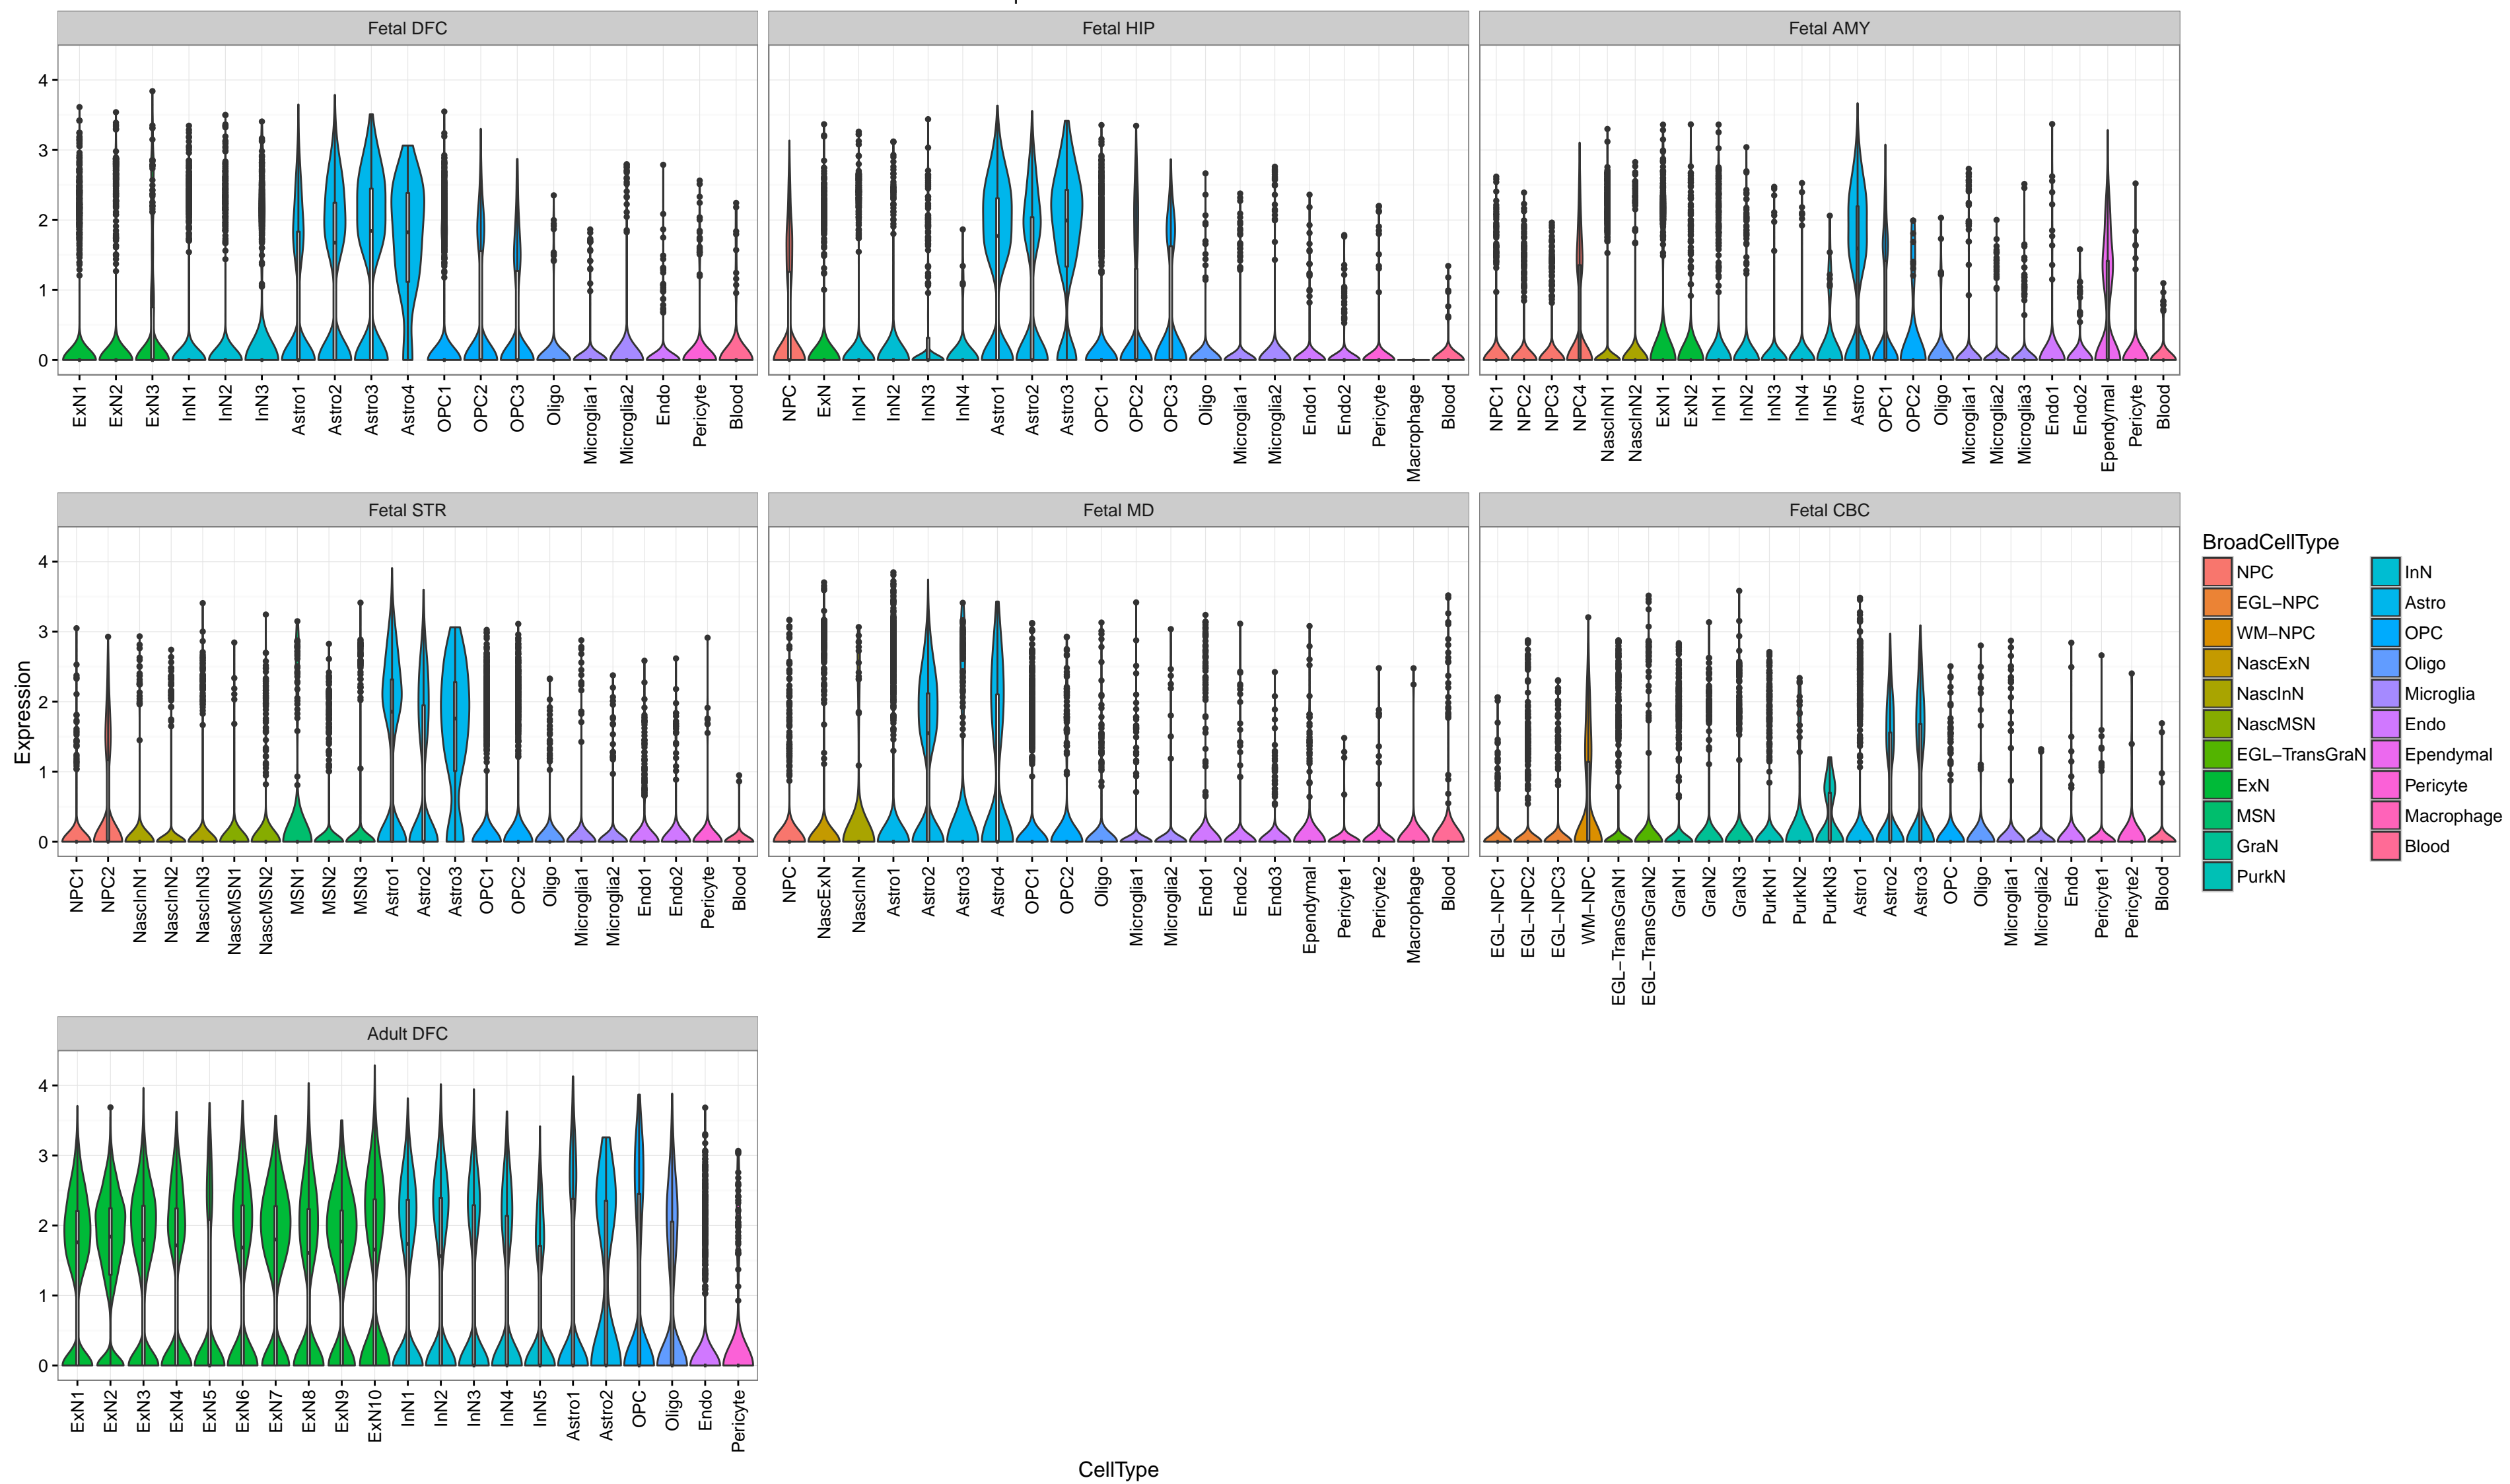 Fetal DFC Fetal HIP Fetal AMY
4
3
2
1
0
ExN1 ExN2 ExN3 InN1 InN2 InN3 Astro1 Astro2 Astro3 Astro4 OPC1 OPC2 OPC3 Oligo Microglia1 Microglia2 Endo Pericyte Blood
NPC ExN InN1 InN2 InN3 InN4 Astro1 Astro2 Astro3 OPC1 OPC2 OPC3 Oligo Microglia1 Microglia2 Endo1 Endo2 Pericyte Macrophage Blood
NPC1 NPC2 NPC3 NPC4 NascInN1 NascInN2 ExN1 ExN2 InN1 InN2 InN3 InN4 InN5 Astro OPC1 OPC2 Oligo Microglia1 Microglia2 Microglia3 Endo1 Endo2 Ependymal Pericyte Blood
Fetal STR Fetal MD Fetal CBC
Expression
4
3
2
1
0
NPC1 NPC2 NascInN1 NascInN2 NascInN3 NascMSN1 NascMSN2 MSN1 MSN2 MSN3 Astro1 Astro2 Astro3 OPC1 OPC2 Oligo Microglia1 Microglia2 Endo1 Endo2 Pericyte Blood
NPC NascExN NascInN Astro1 Astro2 Astro3 Astro4 OPC1 OPC2 Oligo Microglia1 Microglia2 Endo1 Endo2 Endo3 Ependymal Pericyte1 Pericyte2 Macrophage Blood
EGL−NPC1 EGL−NPC2 EGL−NPC3 WM−NPC EGL−TransGraN1 EGL−TransGraN2 GraN1 GraN2 GraN3 PurkN1 PurkN2 PurkN3 Astro1 Astro2 Astro3 OPC Oligo Microglia1 Microglia2 Endo Pericyte1 Pericyte2 Blood
BroadCellType
NPC InN
EGL−NPC Astro
WM−NPC OPC
NascExN Oligo
NascInN Microglia
NascMSN Endo
EGL−TransGraN Ependymal
ExN Pericyte
MSN Macrophage
GraN Blood
PurkN
Adult DFC
4
3
2
1
0
ExN1 ExN2 ExN3 ExN4 ExN5 ExN6 ExN7 ExN8 ExN9 ExN10 InN1 InN2 InN3 InN4 InN5 Astro1 Astro2 OPC Oligo Endo Pericyte
CellType